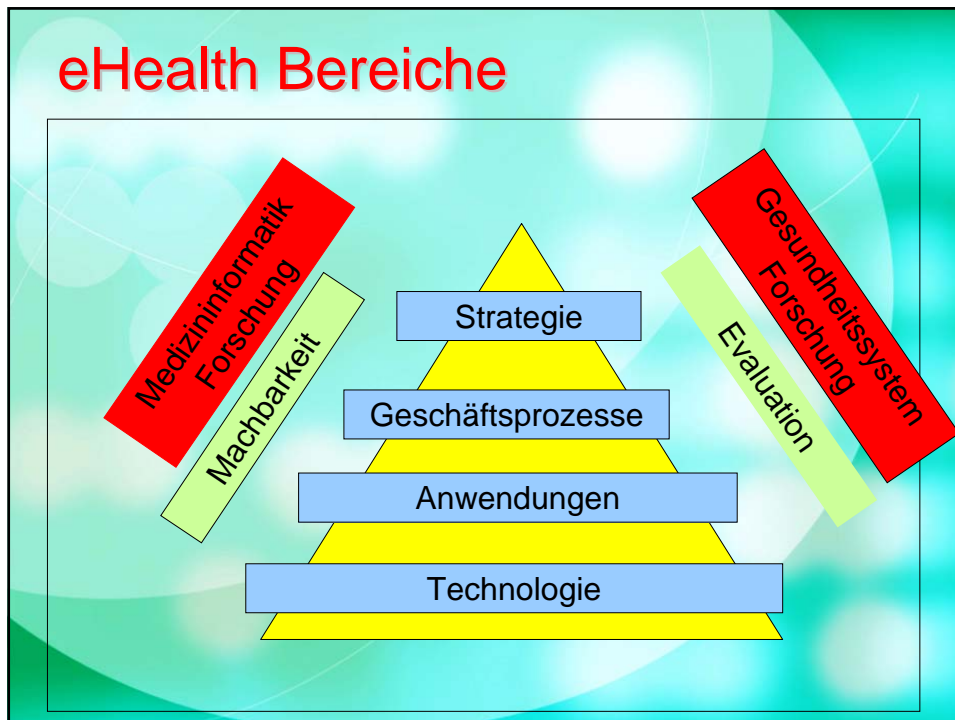 eHealth Bereiche
Medizininformatik
Forschung
Machbarkeit
Strategie
Geschäftsprozesse
Anwendungen
Technologie
Evaluation
Gesundheitssystem
Forschung